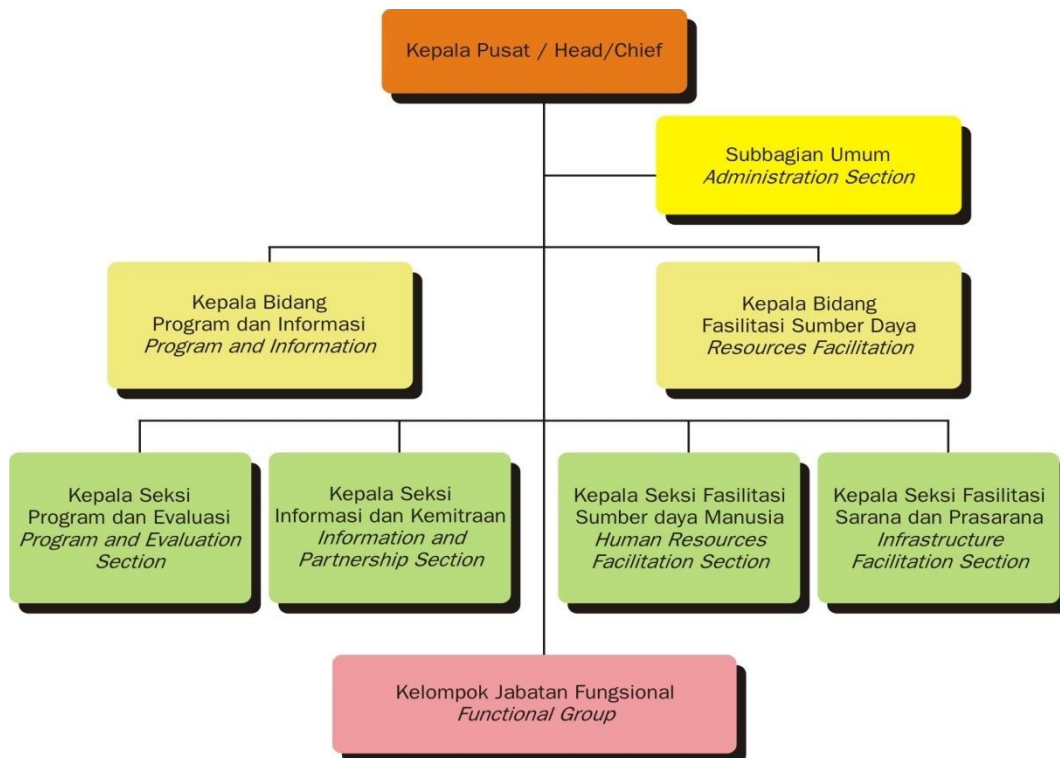 Kepala Pusat / Head/Chief
Subbagian Umum
Administration Section
Kepala Bidang
Program dan Informasi
Program and Information
Kepala Bidang
Fasilitasi Sumber Daya
Resources Facilitation
Kepala Seksi
Program dan Evaluasi
Program and Evaluation
Section
Kepala Seksi
Informasi dan Kemitraan
Information and
Partnership Section
Kepala Seksi Fasilitasi
Sumber daya Manusia
Human Resources
Facilitation Section
Kepala Seksi Fasilitasi
Sarana dan Prasarana
Infrastructure
Facilitation Section
Kelompok Jabatan Fungsional
Functional Group